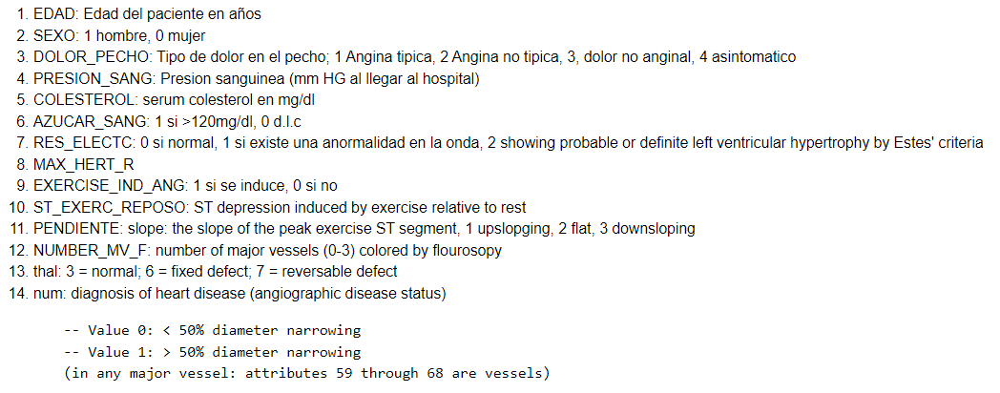 1. EDAD: Edad del paciente en años
2. SEXO: 1 hombre, 0 mujer
3. DOLOR_PECHO: Tipo de dolor en el pecho; 1 Angina tipica, 2 Angina no tipica, 3, dolor no anginal, 4 asintomatico
4. PRESION_SANG: Presion sanguinea (mm HG al llegar al hospital)
5. COLESTEROL: serum colesterol en mg/dl
6. AZUCAR_SANG: 1 si >120mg/dl, 0 d.l.c
7. RES_ELECTC: 0 si normal, 1 si existe una anormalidad en la onda, 2 showing probable or definite left ventricular hypertrophy by Estes' criteria
8. MAX_HERT_R
9. EXERCISE_IND_ANG: 1 si se induce, 0 si no
10. ST_EXERC_REPOSO: ST depression induced by exercise relative to rest
11. PENDIENTE: slope: the slope of the peak exercise ST segment, 1 upslopging, 2 flat, 3 downsloping
12. NUMBER_MV_F: number of major vessels (0-3) colored by flourosopy
13. thal: 3 = normal; 6 = fixed defect; 7 = reversable defect
14. num: diagnosis of heart disease (angiographic disease status)
-- Value 0: < 50% diameter narrowing
-- Value 1: > 50% diameter narrowing
(in any major vessel: attributes 59 through 68 are vessels)